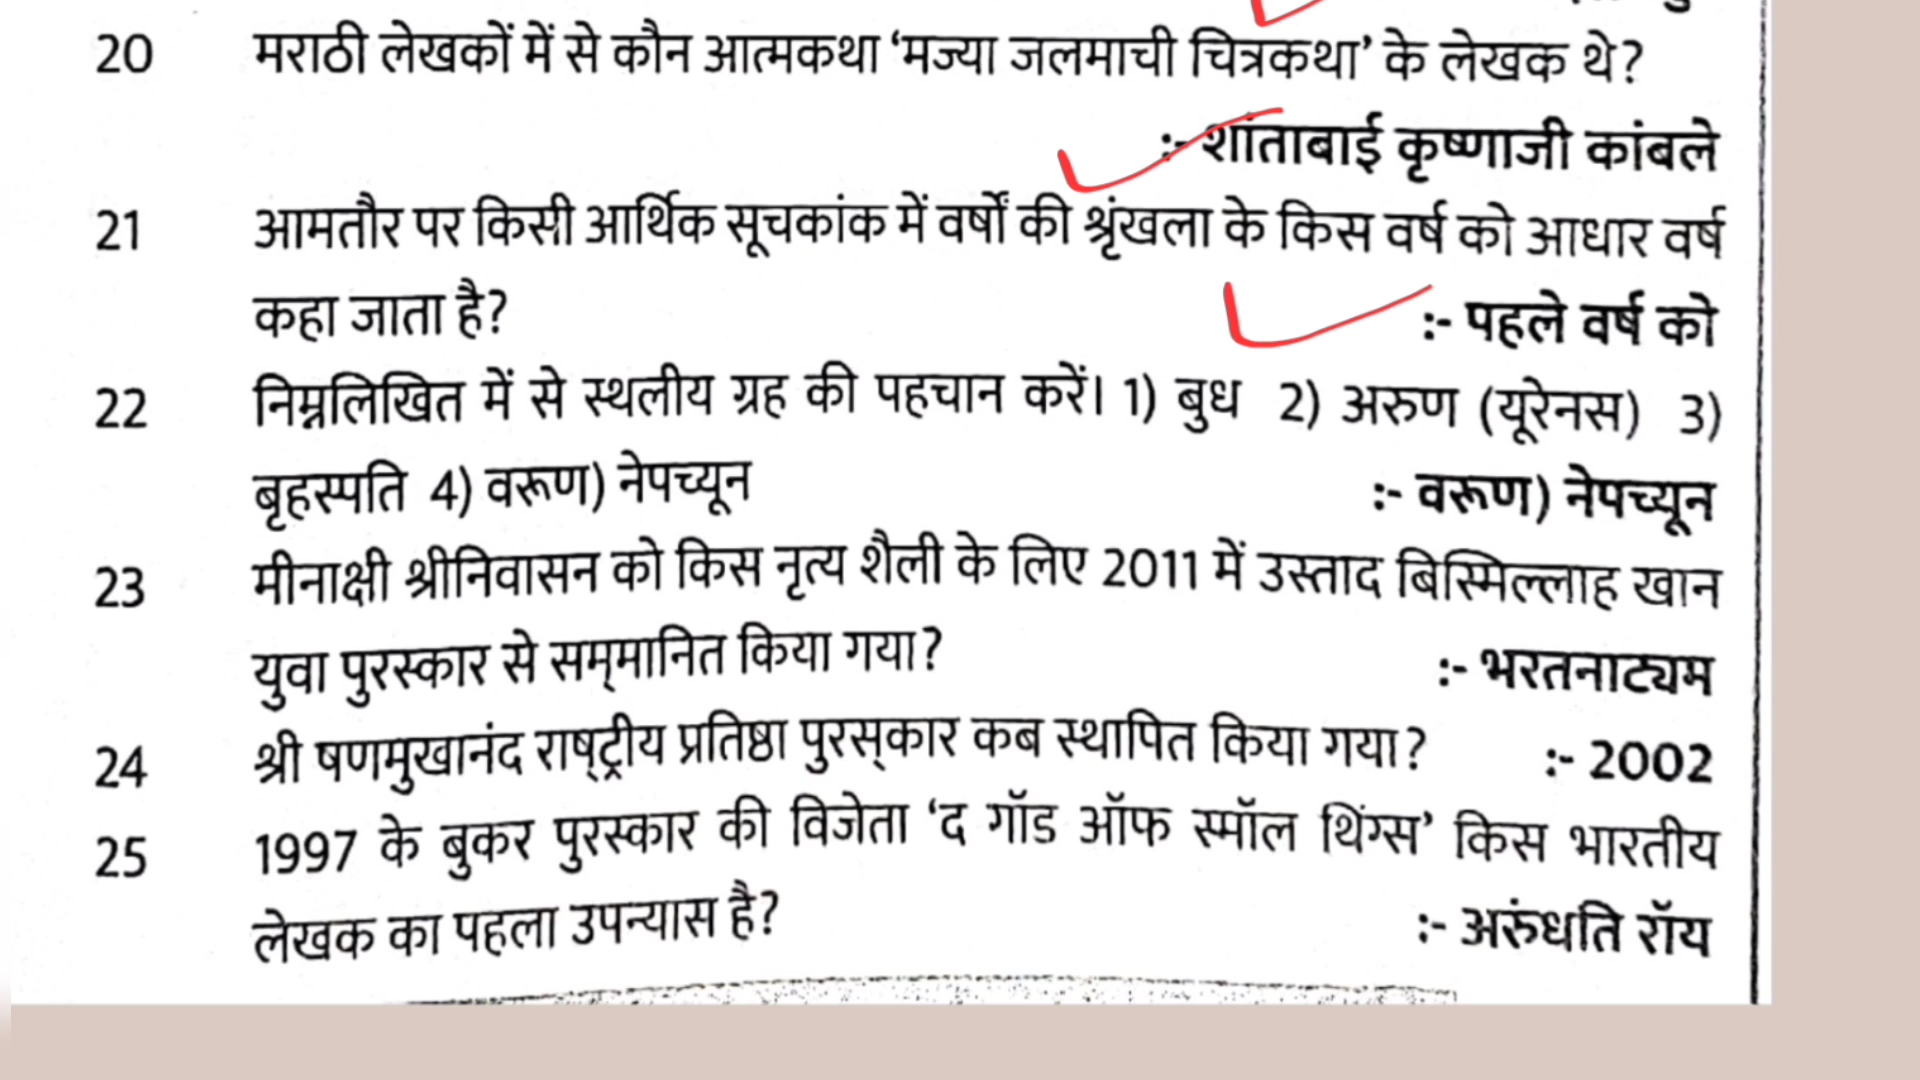 20 मराठी लेखकों में से कौन आत्मकथा ‘मज्या जलमाची चित्रकथा’ के लेखक थे?
:- शांताबाई कृष्णाजी कांबले
21 आमतौर पर किसी आर्थिक सूचकांक में वर्षों की श्रृंखला के किस वर्ष को आधार वर्ष
कहा जाता है? :- पहले वर्ष को
22 निम्नलिखित में से स्थलीय ग्रह की पहचान करें। 1) बुध 2) अरुण (यूरेनस) 3)
बृहस्पति 4) वरूण) नेपच्यून :- वरूण) नेपच्यून
23 मीनाक्षी श्रीनिवासन को किस नृत्य शैली के लिए 2011 में उस्ताद बिस्मिल्लाह खान
युवा पुरस्कार से सम्‌मानित किया गया? :- भरतनाट्यम
24 श्री षणमुखानंद राष्‌ट्रीय प्रतिष्ठा पुरस्‌कार कब स्थापित किया गया? :- 2002
25 1997 के बुकर पुरस्कार की विजेता ‘द गॉड ऑफ स्मॉल थिंग्स’ किस भारतीय
लेखक का पहला उपन्यास है? :- अरुंधति रॉय